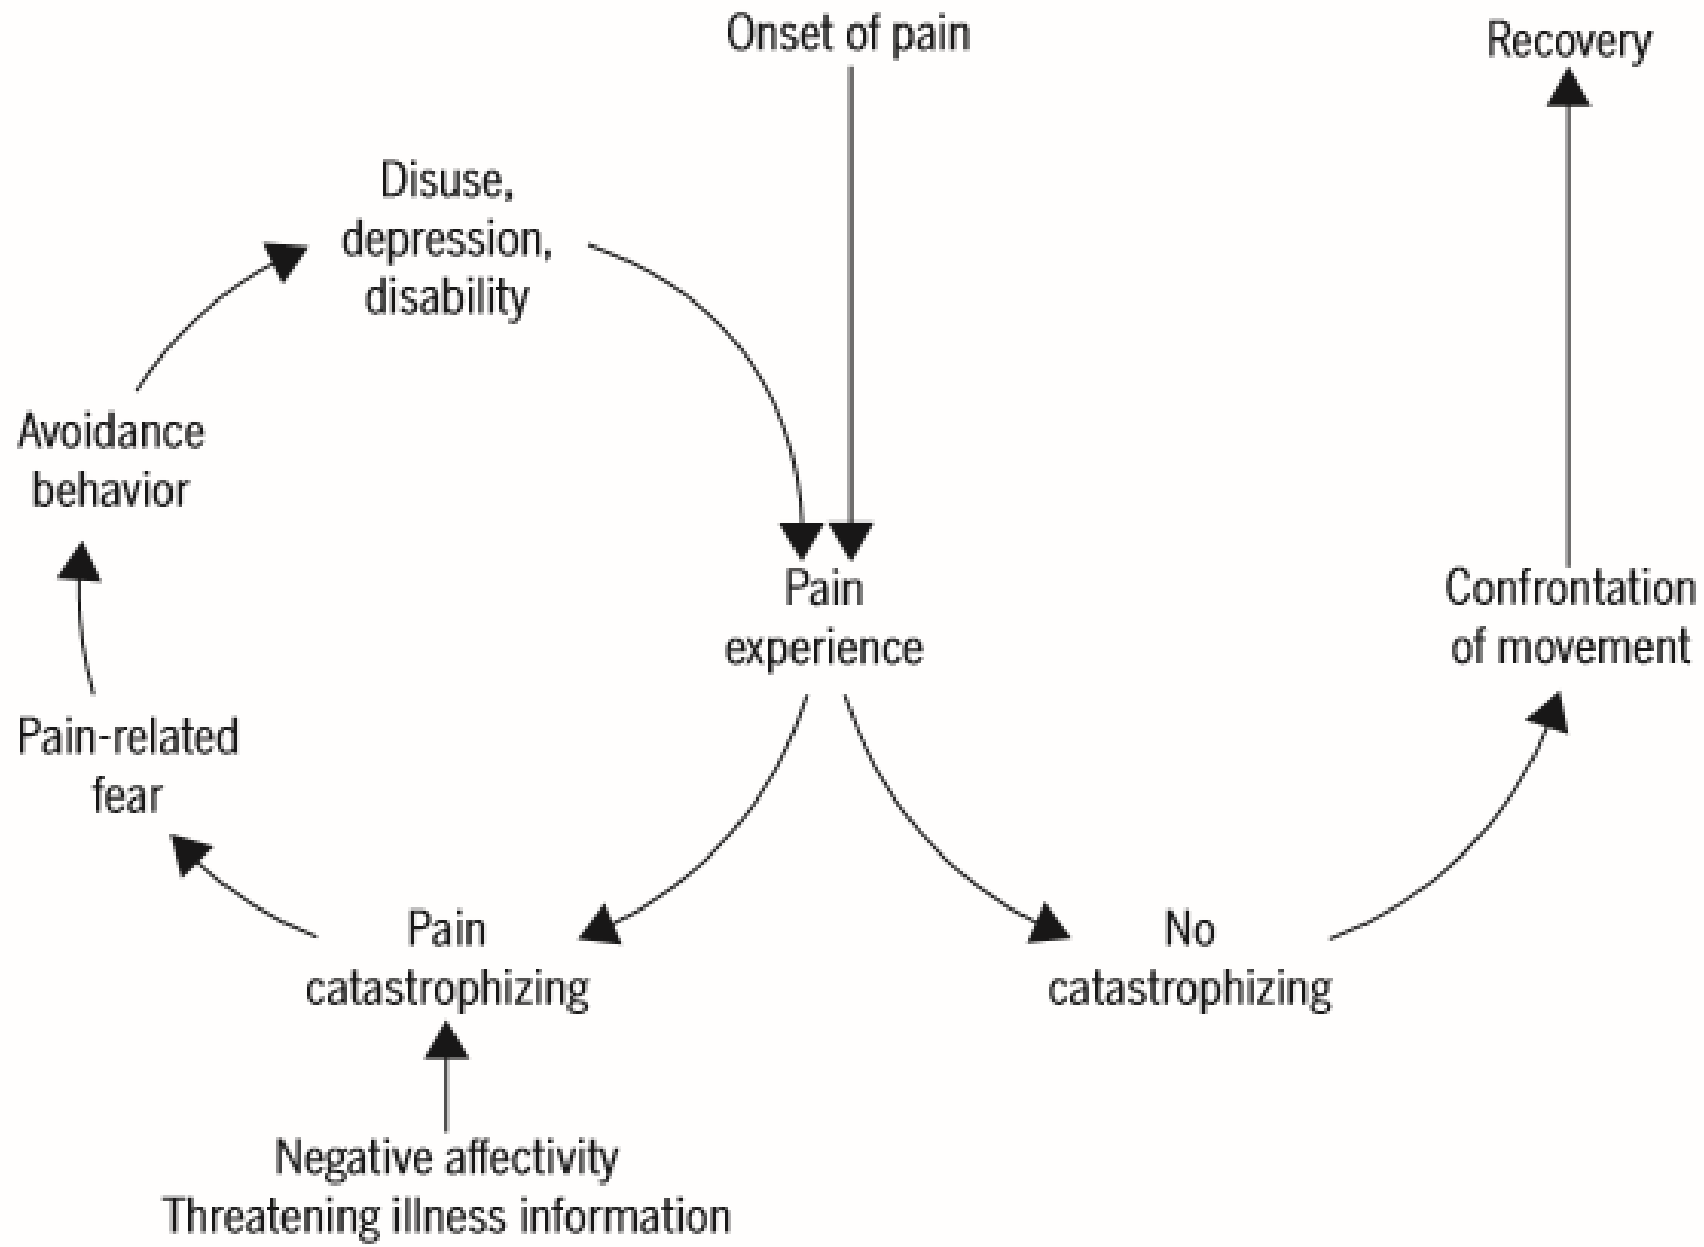 Onset of pain
Recovery
Disuse,
depression,
disability
Avoidance
behavior
Pain
experience
Confrontation
of movement
Pain-related
fear
Pain
catastrophizing
No
catastrophizing
Negative affectivity
Threatening illness information